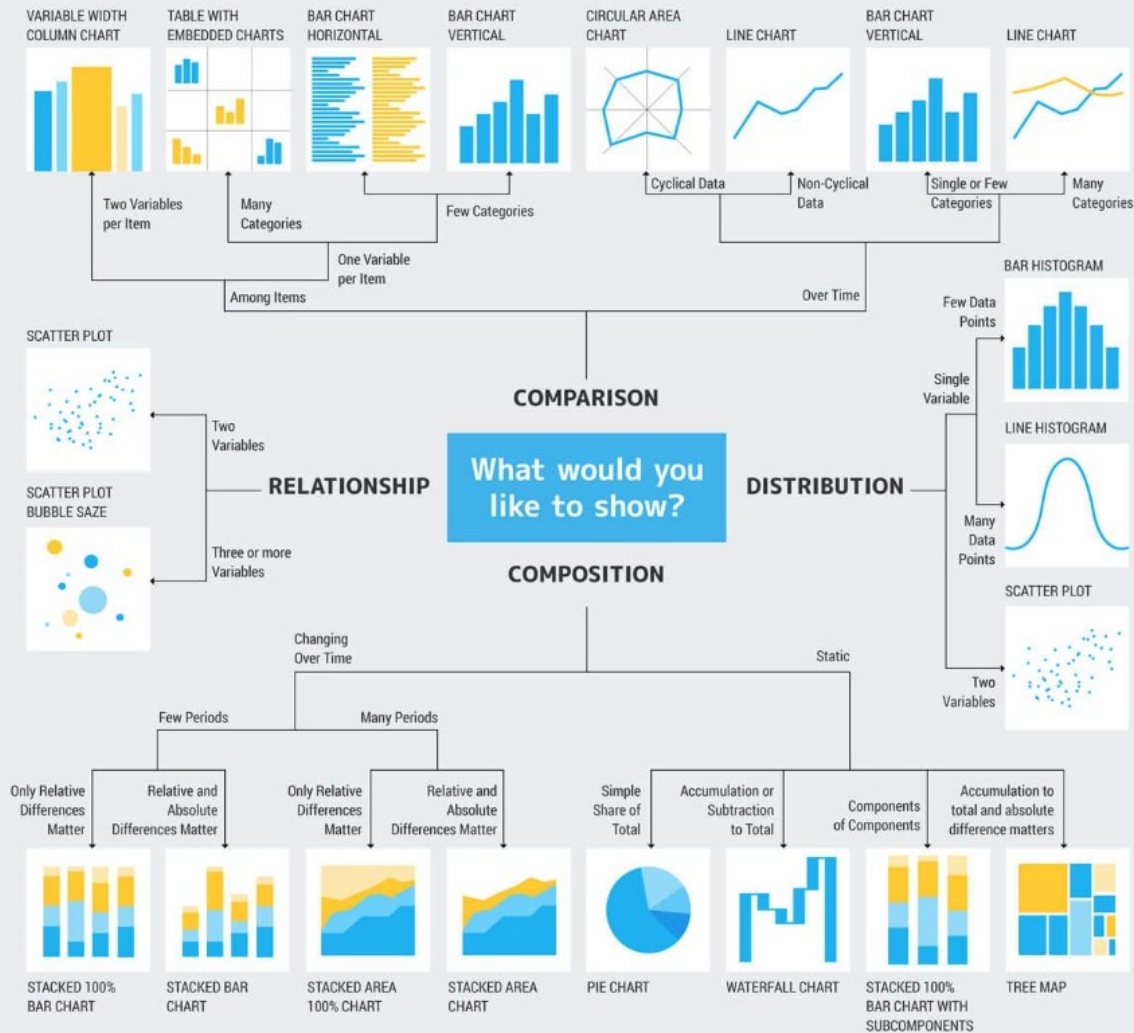 VARIABLE WIDTH
COLUMN CHART
TABLE WITH
EMBEDDED CHARTS
BAR CHART
HORIZONTAL
BAR CHART
VERTICAL
CIRCULAR AREA
CHART
LINE CHART
BAR CHART
VERTICAL
LINE CHART
Two Variables
per Item
Many
Categories
Few Categories
Cyclical Data
Non-Cyclical
Data
Single or Few
Categories
Many
Categories
One Variable
per Item
Among Items
Over Time
COMPARISON
What would you
like to show?
RELATIONSHIP
SCATTER PLOT
Two
Variables
SCATTER PLOT
BUBBLE SAZE
Three or more
Variables
DISTRIBUTION
BAR HISTOGRAM
Few Data
Points
Single
Variable
LINE HISTOGRAM
Many
Data
Points
SCATTER PLOT
Two
Variables
COMPOSITION
Changing
Over Time
Static
Few Periods
Many Periods
Only Relative
Differences
Matter
Relative and
Absolute
Differences Matter
Only Relative
Differences
Matter
Relative and
Absolute
Differences Matter
Simple
Share of
Total
Accumulation or
Subtraction
to Total
Components
of Components
Accumulation to
total and absolute
difference matters
STACKED 100%
BAR CHART
STACKED BAR
CHART
STACKED AREA
100% CHART
STACKED AREA
CHART
PIE CHART
WATERFALL CHART
STACKED 100%
BAR CHART WITH
SUBCOMPONENTS
TREE MAP